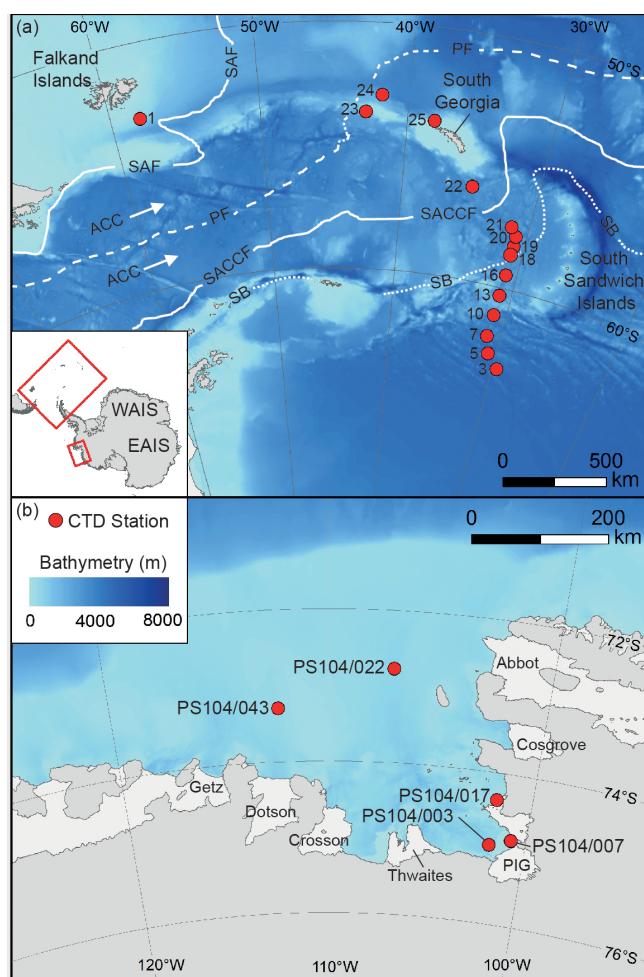 (a)
60°W
50°W
40°W
30°W
Falkand
Islands
SAF
PF
50°S
24
South
Georgia
1
23
25
SAF
22
ACC
PF
SACCF
21
20
19
18
SB
ACC
SACCF
16
South
Sandwich
Islands
SB
SB
13
10
60°S
7
5
3
WAIS
EAIS
0 500
km
(b)
CTD Station
Bathymetry (m)
0 4000 8000
0 200
km
72°S
Abbot
PS104/022
PS104/043
Cosgrove
74°S
Getz
PS104/017
Dotson
PS104/003
Crosson
PS104/007
Thwaites
PIG
76°S
120°W
110°W
100°W